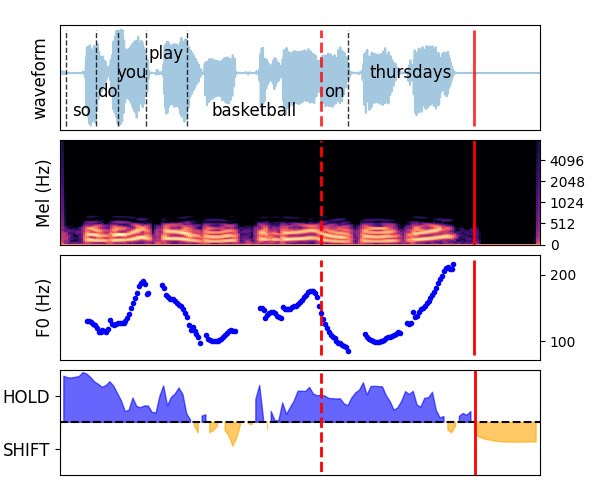 waveform
play
you
thursdays
do
on
so
basketball
Mel (Hz)
4096
2048
1024
512
0
F0 (Hz)
200
100
HOLD
SHIFT